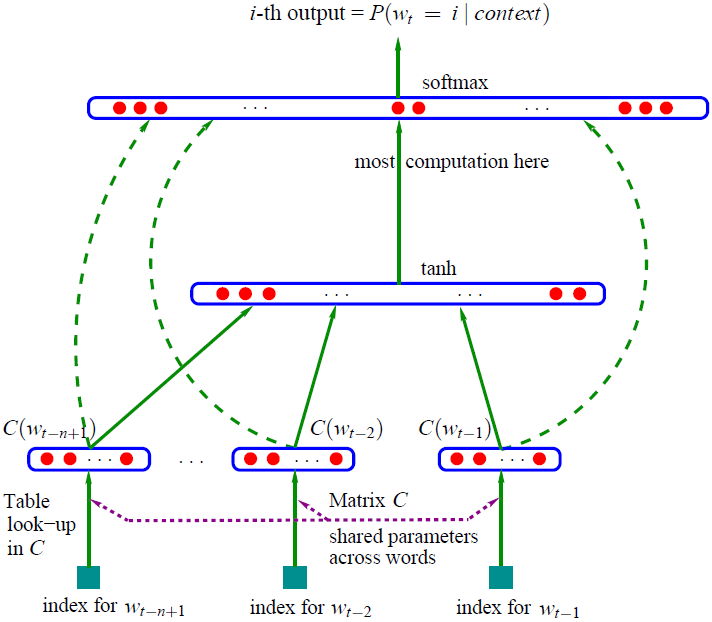 i-th output = P(w_t = i | context)
softmax
. . .
. . .
most computation here
tanh
. . .
. . .
C(w_{t−n+1})
C(w_{t−2})
C(w_{t−1})
. . .
. . .
. . .
. . .
Table
look−up
in C
Matrix C
shared parameters
across words
index for w_{t−n+1}
index for w_{t−2}
index for w_{t−1}